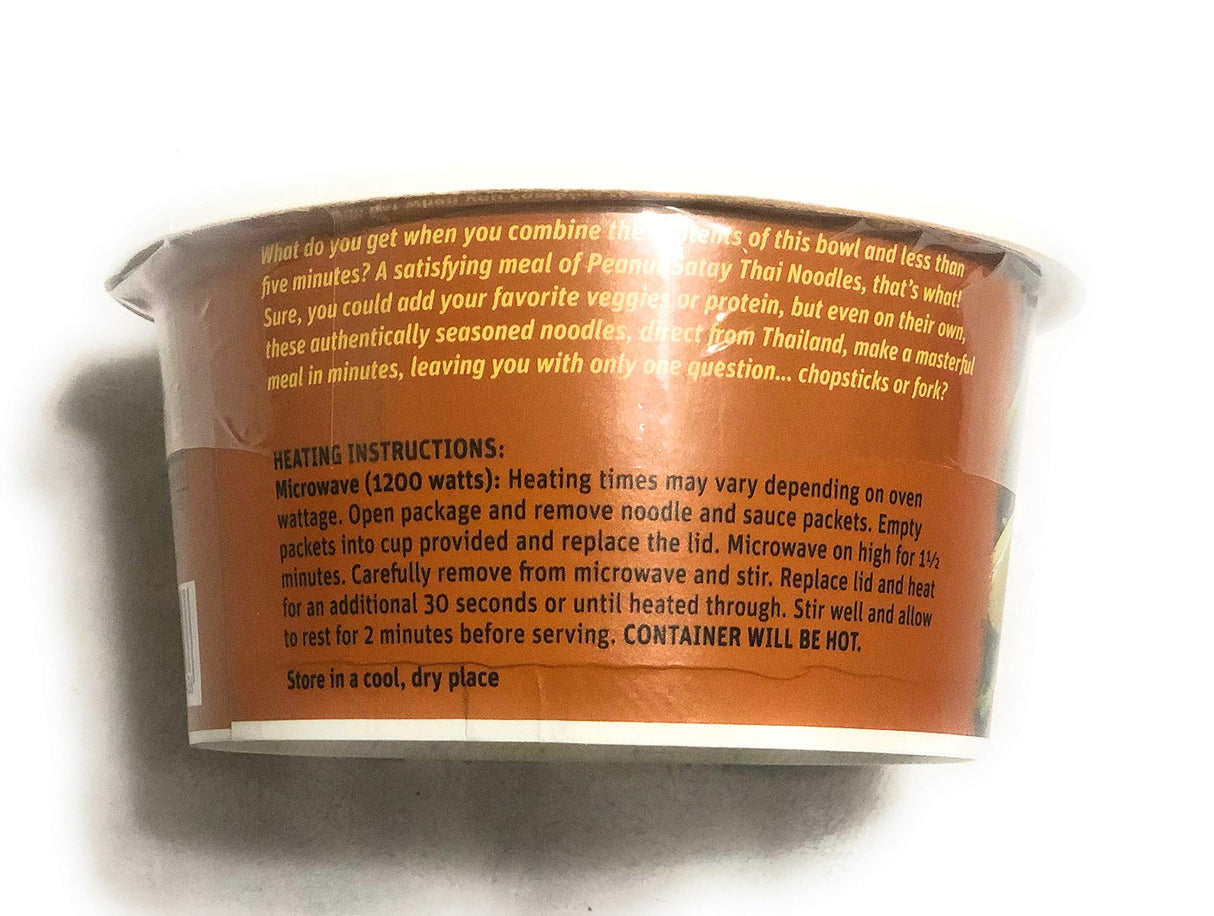 What do you get when you combine the contents of this bowl and less than
five minutes? A satisfying meal of Peanut Satay Thai Noodles, that's what!
Sure, you could add your favorite veggies or protein, but even on their own,
these authentically seasoned noodles, direct from Thailand, make a masterful
meal in minutes, leaving you with only one question... chopsticks or fork?
HEATING INSTRUCTIONS:
Microwave (1200 watts): Heating times may vary depending on oven
wattage. Open package and remove noodle and sauce packets. Empty
packets into cup provided and replace the lid. Microwave on high for 1½
minutes. Carefully remove from microwave and stir. Replace lid and heat
for an additional 30 seconds or until heated through. Stir well and allow
to rest for 2 minutes before serving. CONTAINER WILL BE HOT.
Store in a cool, dry place